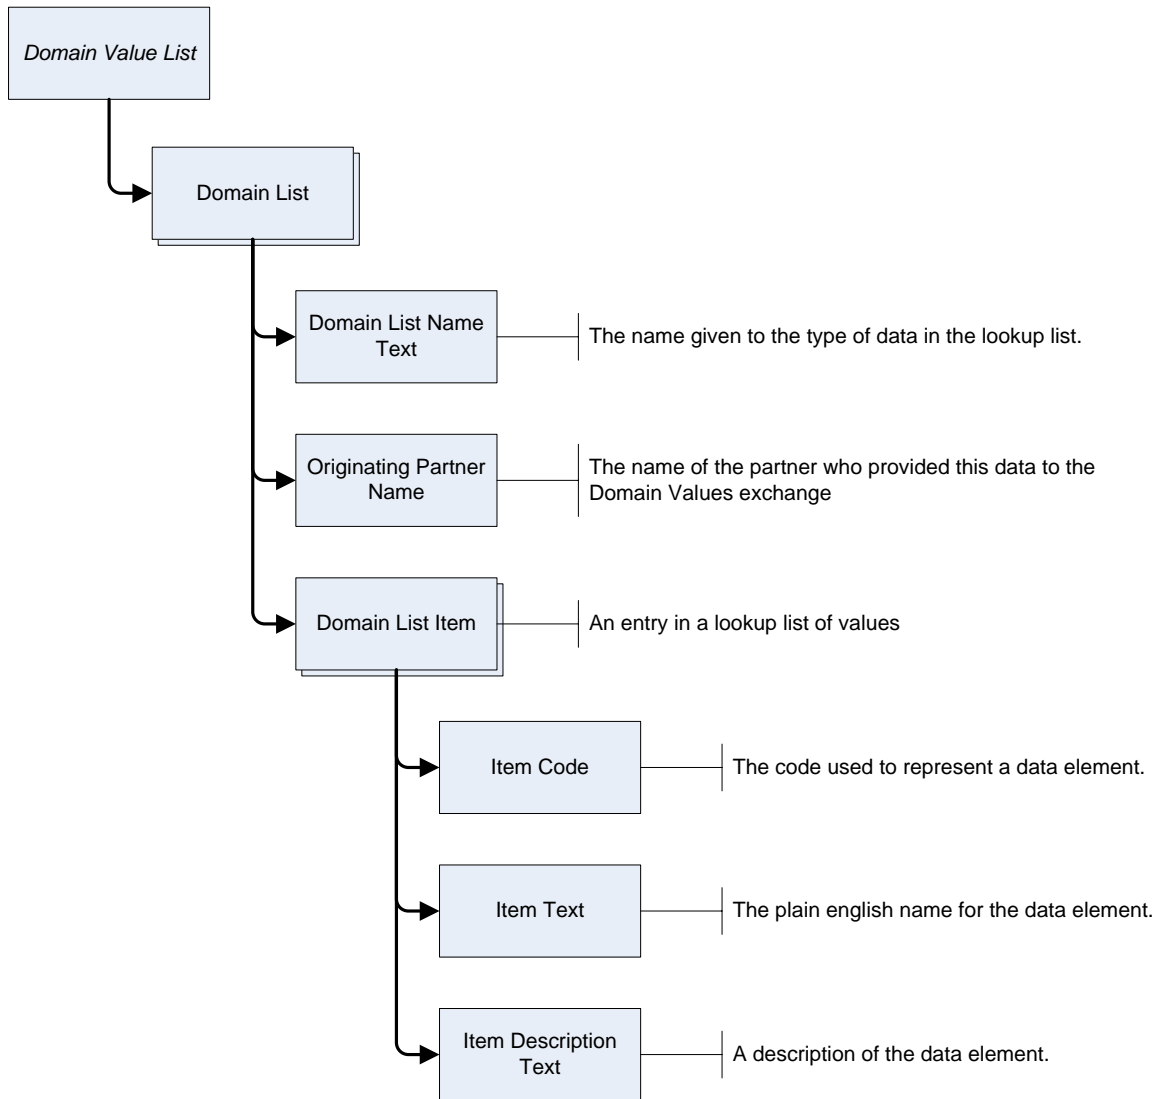 Domain Value List
Domain List
Domain List Name
Text
The name given to the type of data in the lookup list.
Originating Partner
Name
The name of the partner who provided this data to the
Domain Values exchange
Domain List Item
An entry in a lookup list of values
Item Code
The code used to represent a data element.
Item Text
The plain english name for the data element.
Item Description
Text
A description of the data element.